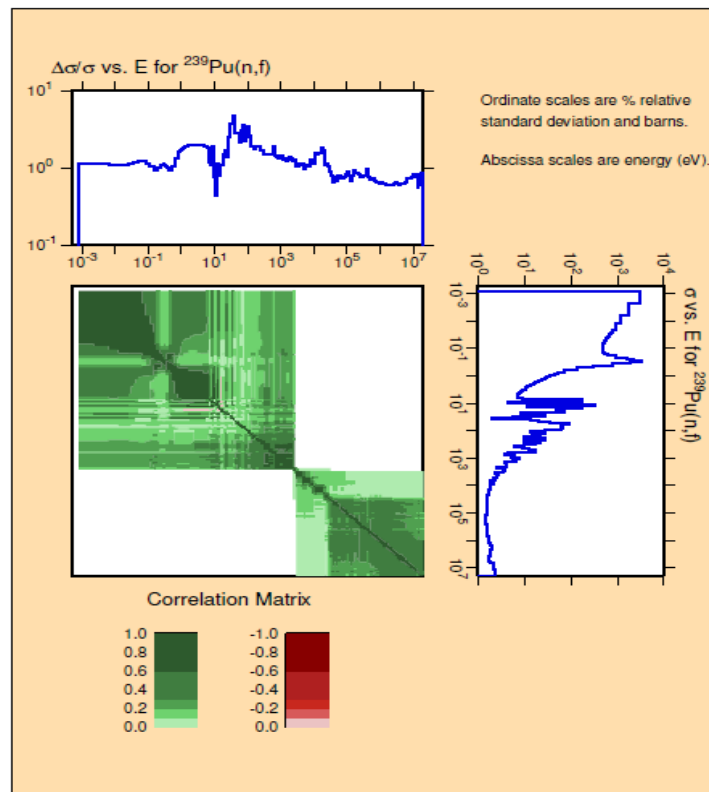 Δσ/σ vs. E for ²³⁹Pu(n,f)
10¹
10⁰
10⁻¹
10⁻³ 10⁻¹ 10¹ 10³ 10⁵ 10⁷
Ordinate scales are % relative
standard deviation and barns.
Abscissa scales are energy (eV).
10⁰ 10¹ 10² 10³ 10⁴
10⁻³
10⁻¹
10¹
10³
10⁵
10⁷
σ vs. E for ²³⁹Pu(n,f)
Correlation Matrix
1.0 -1.0
0.8 -0.8
0.6 -0.6
0.4 -0.4
0.2 -0.2
0.0 0.0